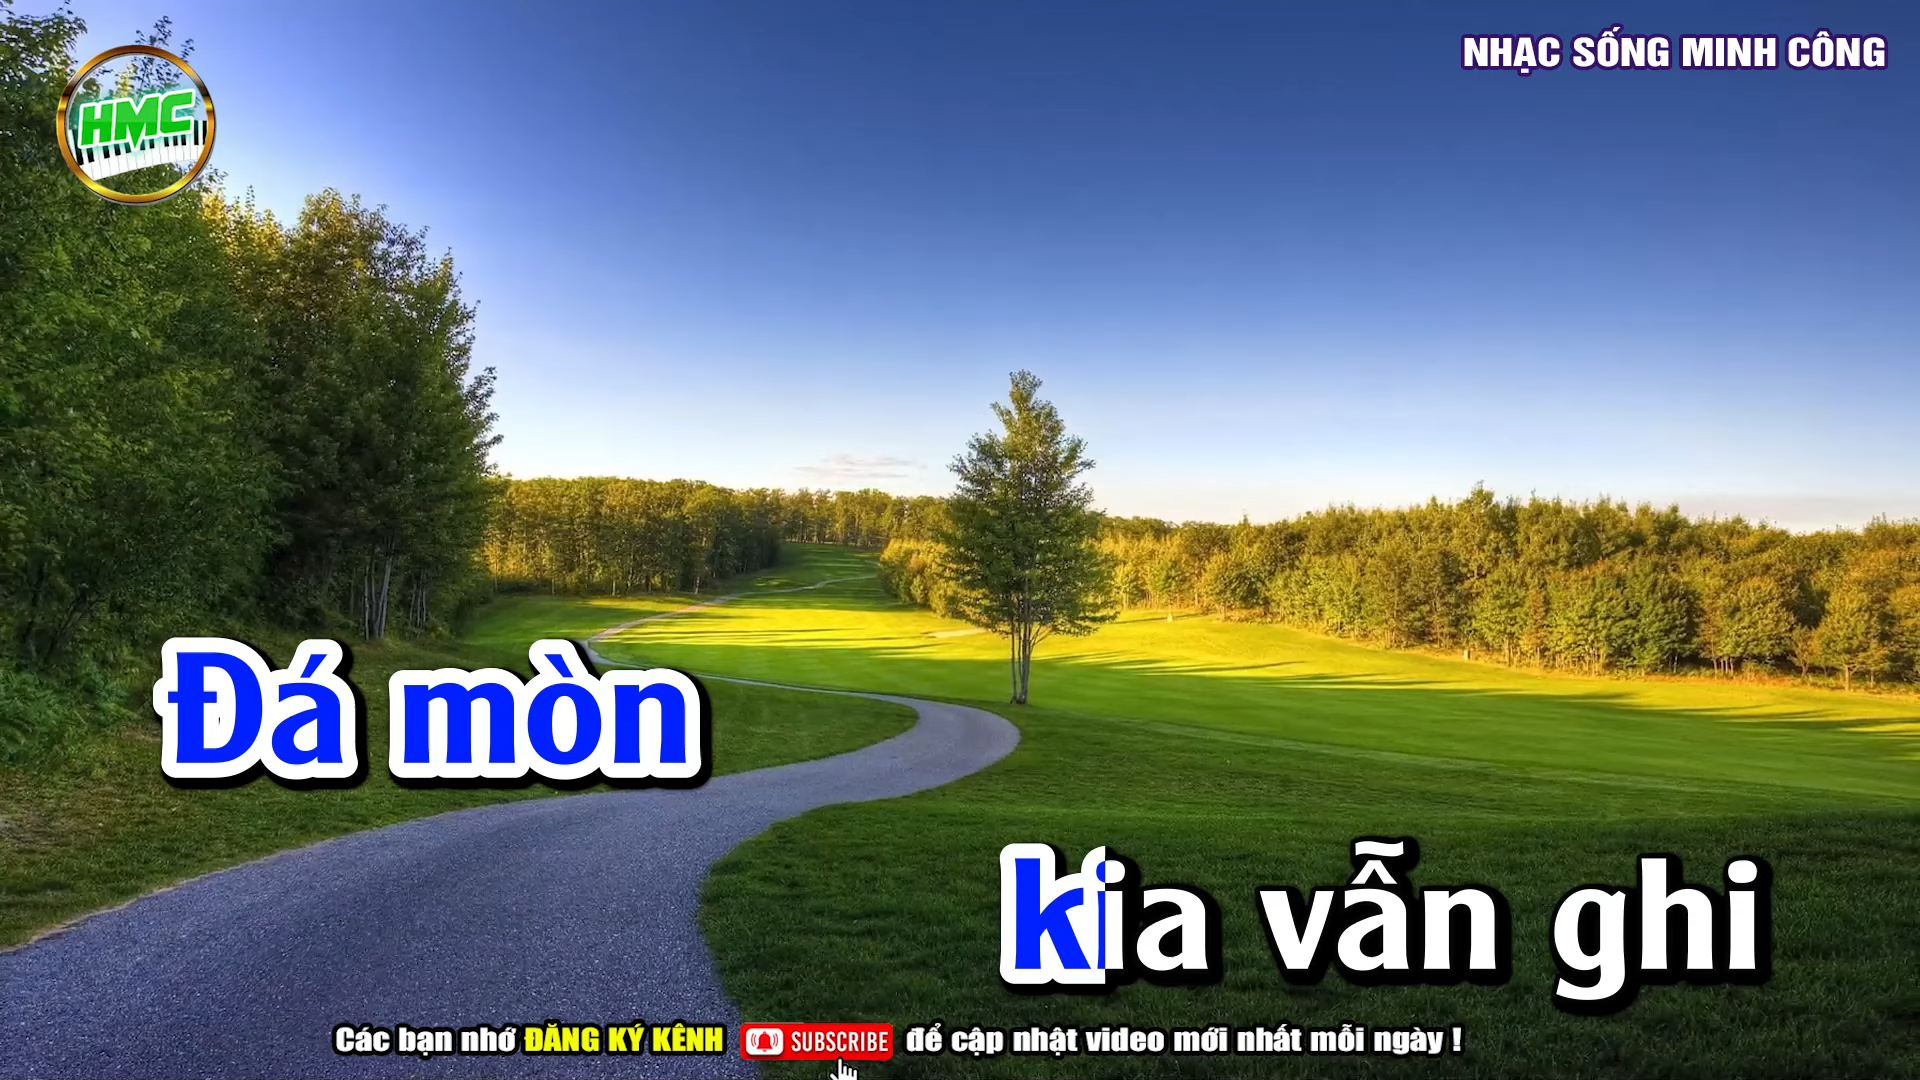 NHẠC SỐNG MINH CÔNG
HMC
Đá mòn
kia vẫn ghi
Các bạn nhớ ĐĂNG KÝ KÊNH SUBSCRIBE để cập nhật video mới nhất mỗi ngày !